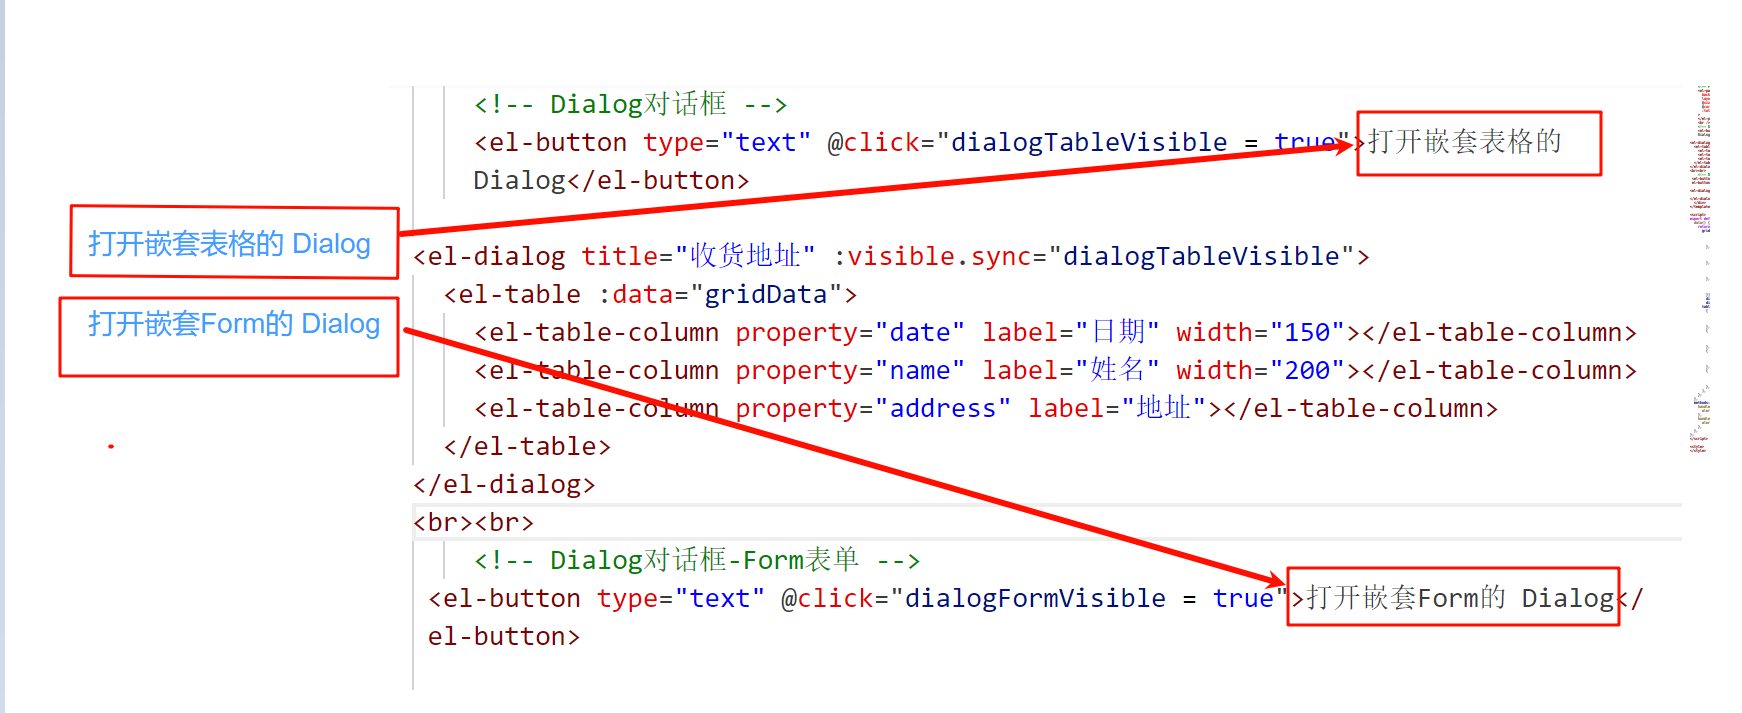 <!-- Dialog对话框 -->
<el-button type="text" @click="dialogTableVisible = true">打开嵌套表格的
Dialog</el-button>
打开嵌套表格的 Dialog
<el-dialog title="收货地址" :visible.sync="dialogTableVisible">
<el-table :data="gridData">
打开嵌套Form的 Dialog
<el-table-column property="date" label="日期" width="150"></el-table-column>
<el-table-column property="name" label="姓名" width="200"></el-table-column>
<el-table-column property="address" label="地址"></el-table-column>
</el-table>
</el-dialog>
<br><br>
<!-- Dialog对话框-Form表单 -->
<el-button type="text" @click="dialogFormVisible = true">打开嵌套Form的 Dialog</
el-button>